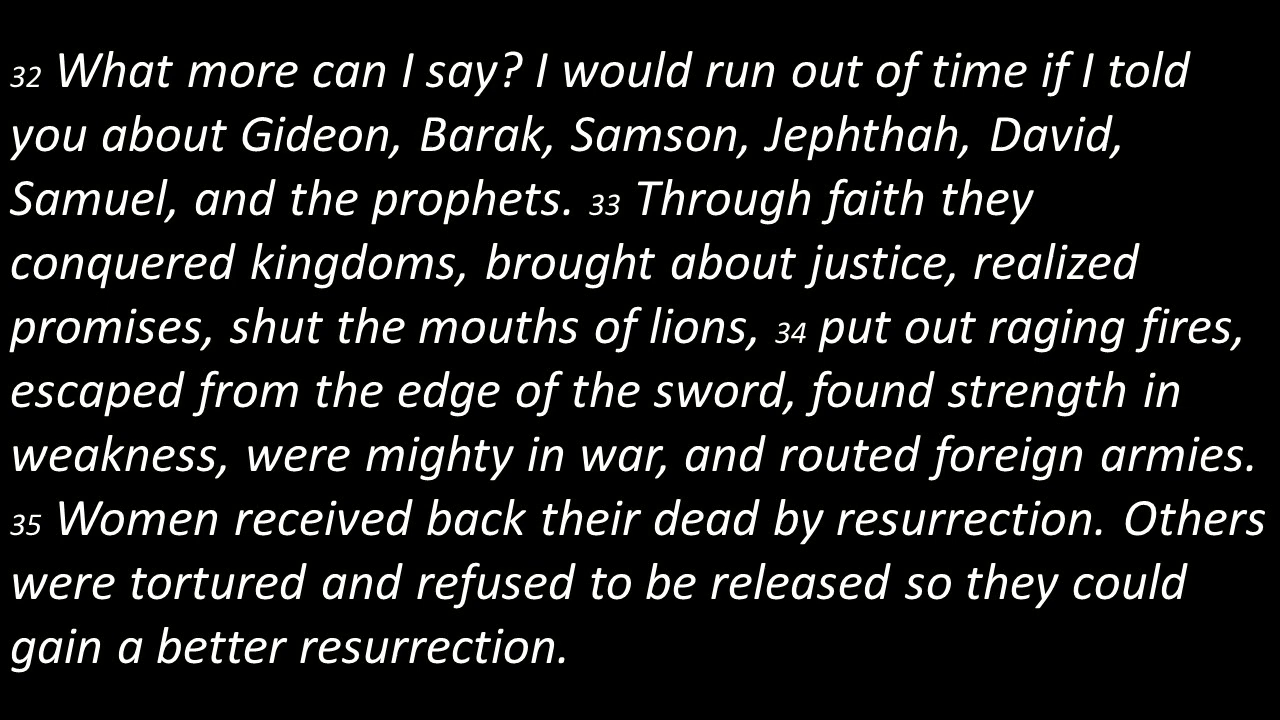 32 What more can I say? I would run out of time if I told
you about Gideon, Barak, Samson, Jephthah, David,
Samuel, and the prophets. 33 Through faith they
conquered kingdoms, brought about justice, realized
promises, shut the mouths of lions, 34 put out raging fires,
escaped from the edge of the sword, found strength in
weakness, were mighty in war, and routed foreign armies.
35 Women received back their dead by resurrection. Others
were tortured and refused to be released so they could
gain a better resurrection.